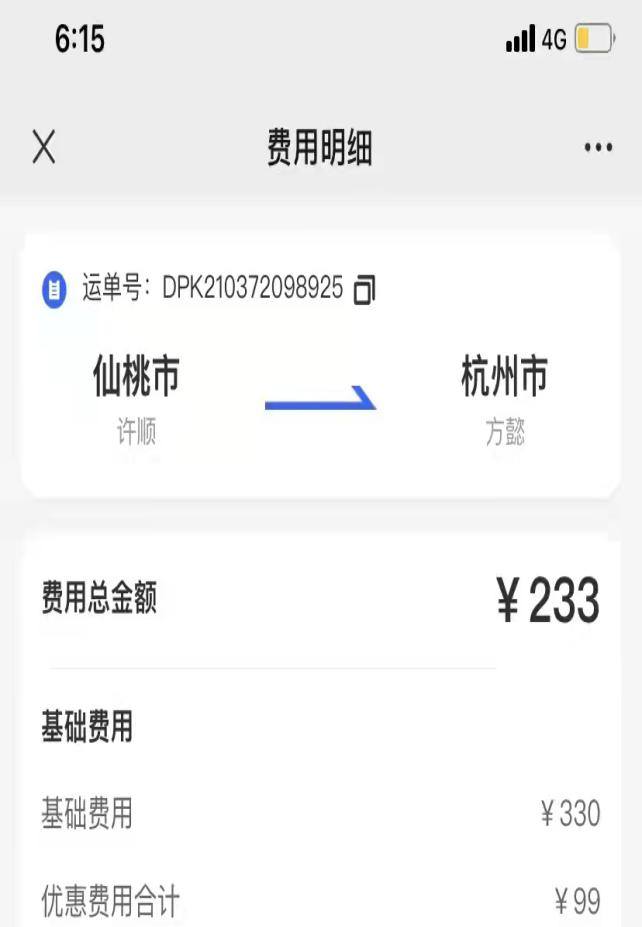 6:15 4G
费用明细
运单号：DPK210372098925
仙桃市 杭州市
许顺 方懿
费用总金额 ¥233
基础费用
基础费用 ¥330
优惠费用合计 ¥99